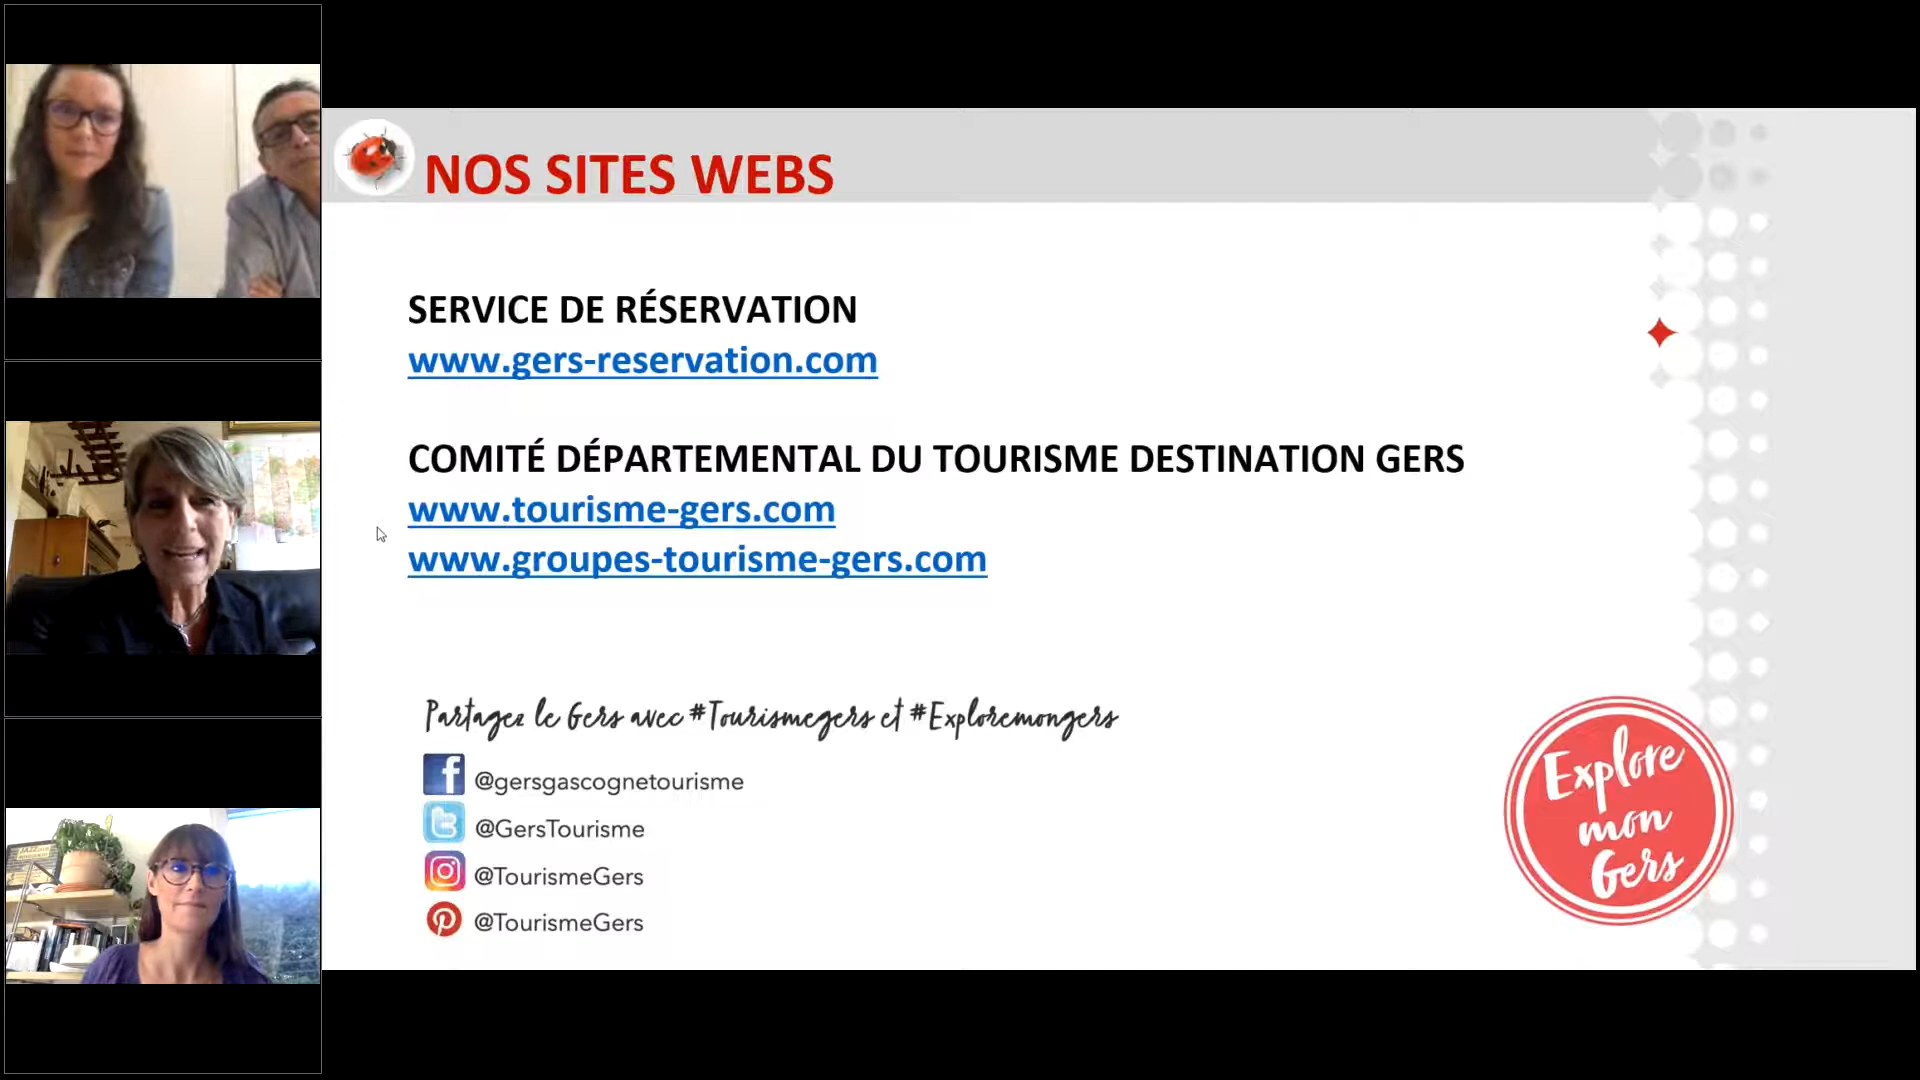 NOS SITES WEBS
SERVICE DE RÉSERVATION
www.gers-reservation.com
COMITÉ DÉPARTEMENTAL DU TOURISME DESTINATION GERS
www.tourisme-gers.com
www.groupes-tourisme-gers.com
Partagez le Gers avec #Tourismegers et #Exploremongers
@gersgascognetourisme
@GersTourisme
@TourismeGers
@TourismeGers
Explore
mon
Gers
JAZZ